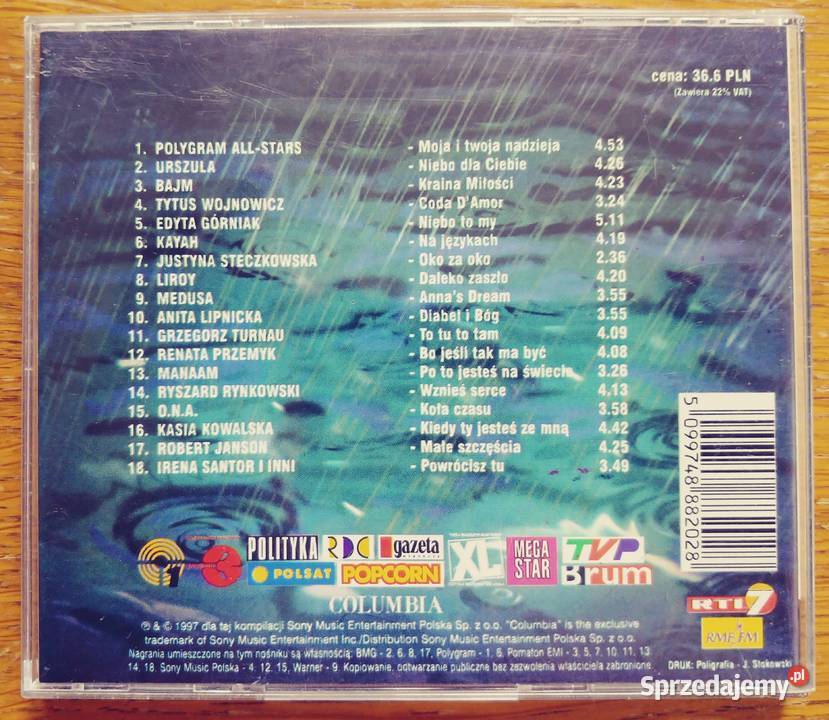 cena: 36.6 PLN
(Zawiera 22% VAT)
1. POLYGRAM ALL-STARS - Moja i twoja nadzieja 4.53
2. URSZULA - Niebo dla Ciebie 4.26
3. BAJM - Kraina Miłości 4.23
4. TYTUS WOJNOWICZ - Coda D'Amor 3.24
5. EDYTA GÓRNIAK - Niebo to my 5.11
6. KAYAH - Na językach 4.19
7. JUSTYNA STECZKOWSKA - Oko za oko 2.36
8. LIROY - Daleko zaszło 4.20
9. MEDUSA - Anna's Dream 3.55
10. ANITA LIPNICKA - Diabeł i Bóg 3.55
11. GRZEGORZ TURNAU - To tu to tam 4.09
12. RENATA PRZEMYK - Bo jeśli tak ma być 4.08
13. MANAAM - Po to jesteś na świecie 3.26
14. RYSZARD RYNKOWSKI - Wznieś serce 4.13
15. O.N.A. - Koła czasu 3.58
16. KASIA KOWALSKA - Kiedy ty jesteś ze mną 4.42
17. ROBERT JANSON - Małe szczęścia 4.25
18. IRENA SANTOR I INNI - Powrócisz tu 3.49
5 099748 882028
1 POLITYKA RDC gazeta XL MEGA STAR TVP
POLSAT POPCORN Brum
COLUMBIA
RTL7
RMF FM
℗ & © 1997 dla tej kompilacji Sony Music Entertainment Polska Sp. z o.o. "Columbia" is the exclusive
trademark of Sony Music Entertainment Inc./Distribution Sony Music Entertainment Polska Sp. z o.o.
Nagrania umieszczone na tym nośniku są własnością: BMG - 2, 6, 8, 17, Polygram - 1, 6, Pomaton EMI - 3, 5, 7, 10, 11, 13
14, 18, Sony Music Polska - 4, 12, 15, Warner - 9. Kopiowanie, odtwarzanie publiczne bez zezwolenia właściciela zabronione.
DRUK: Poligrafia - J. Stokowski
Sprzedajemy.pl